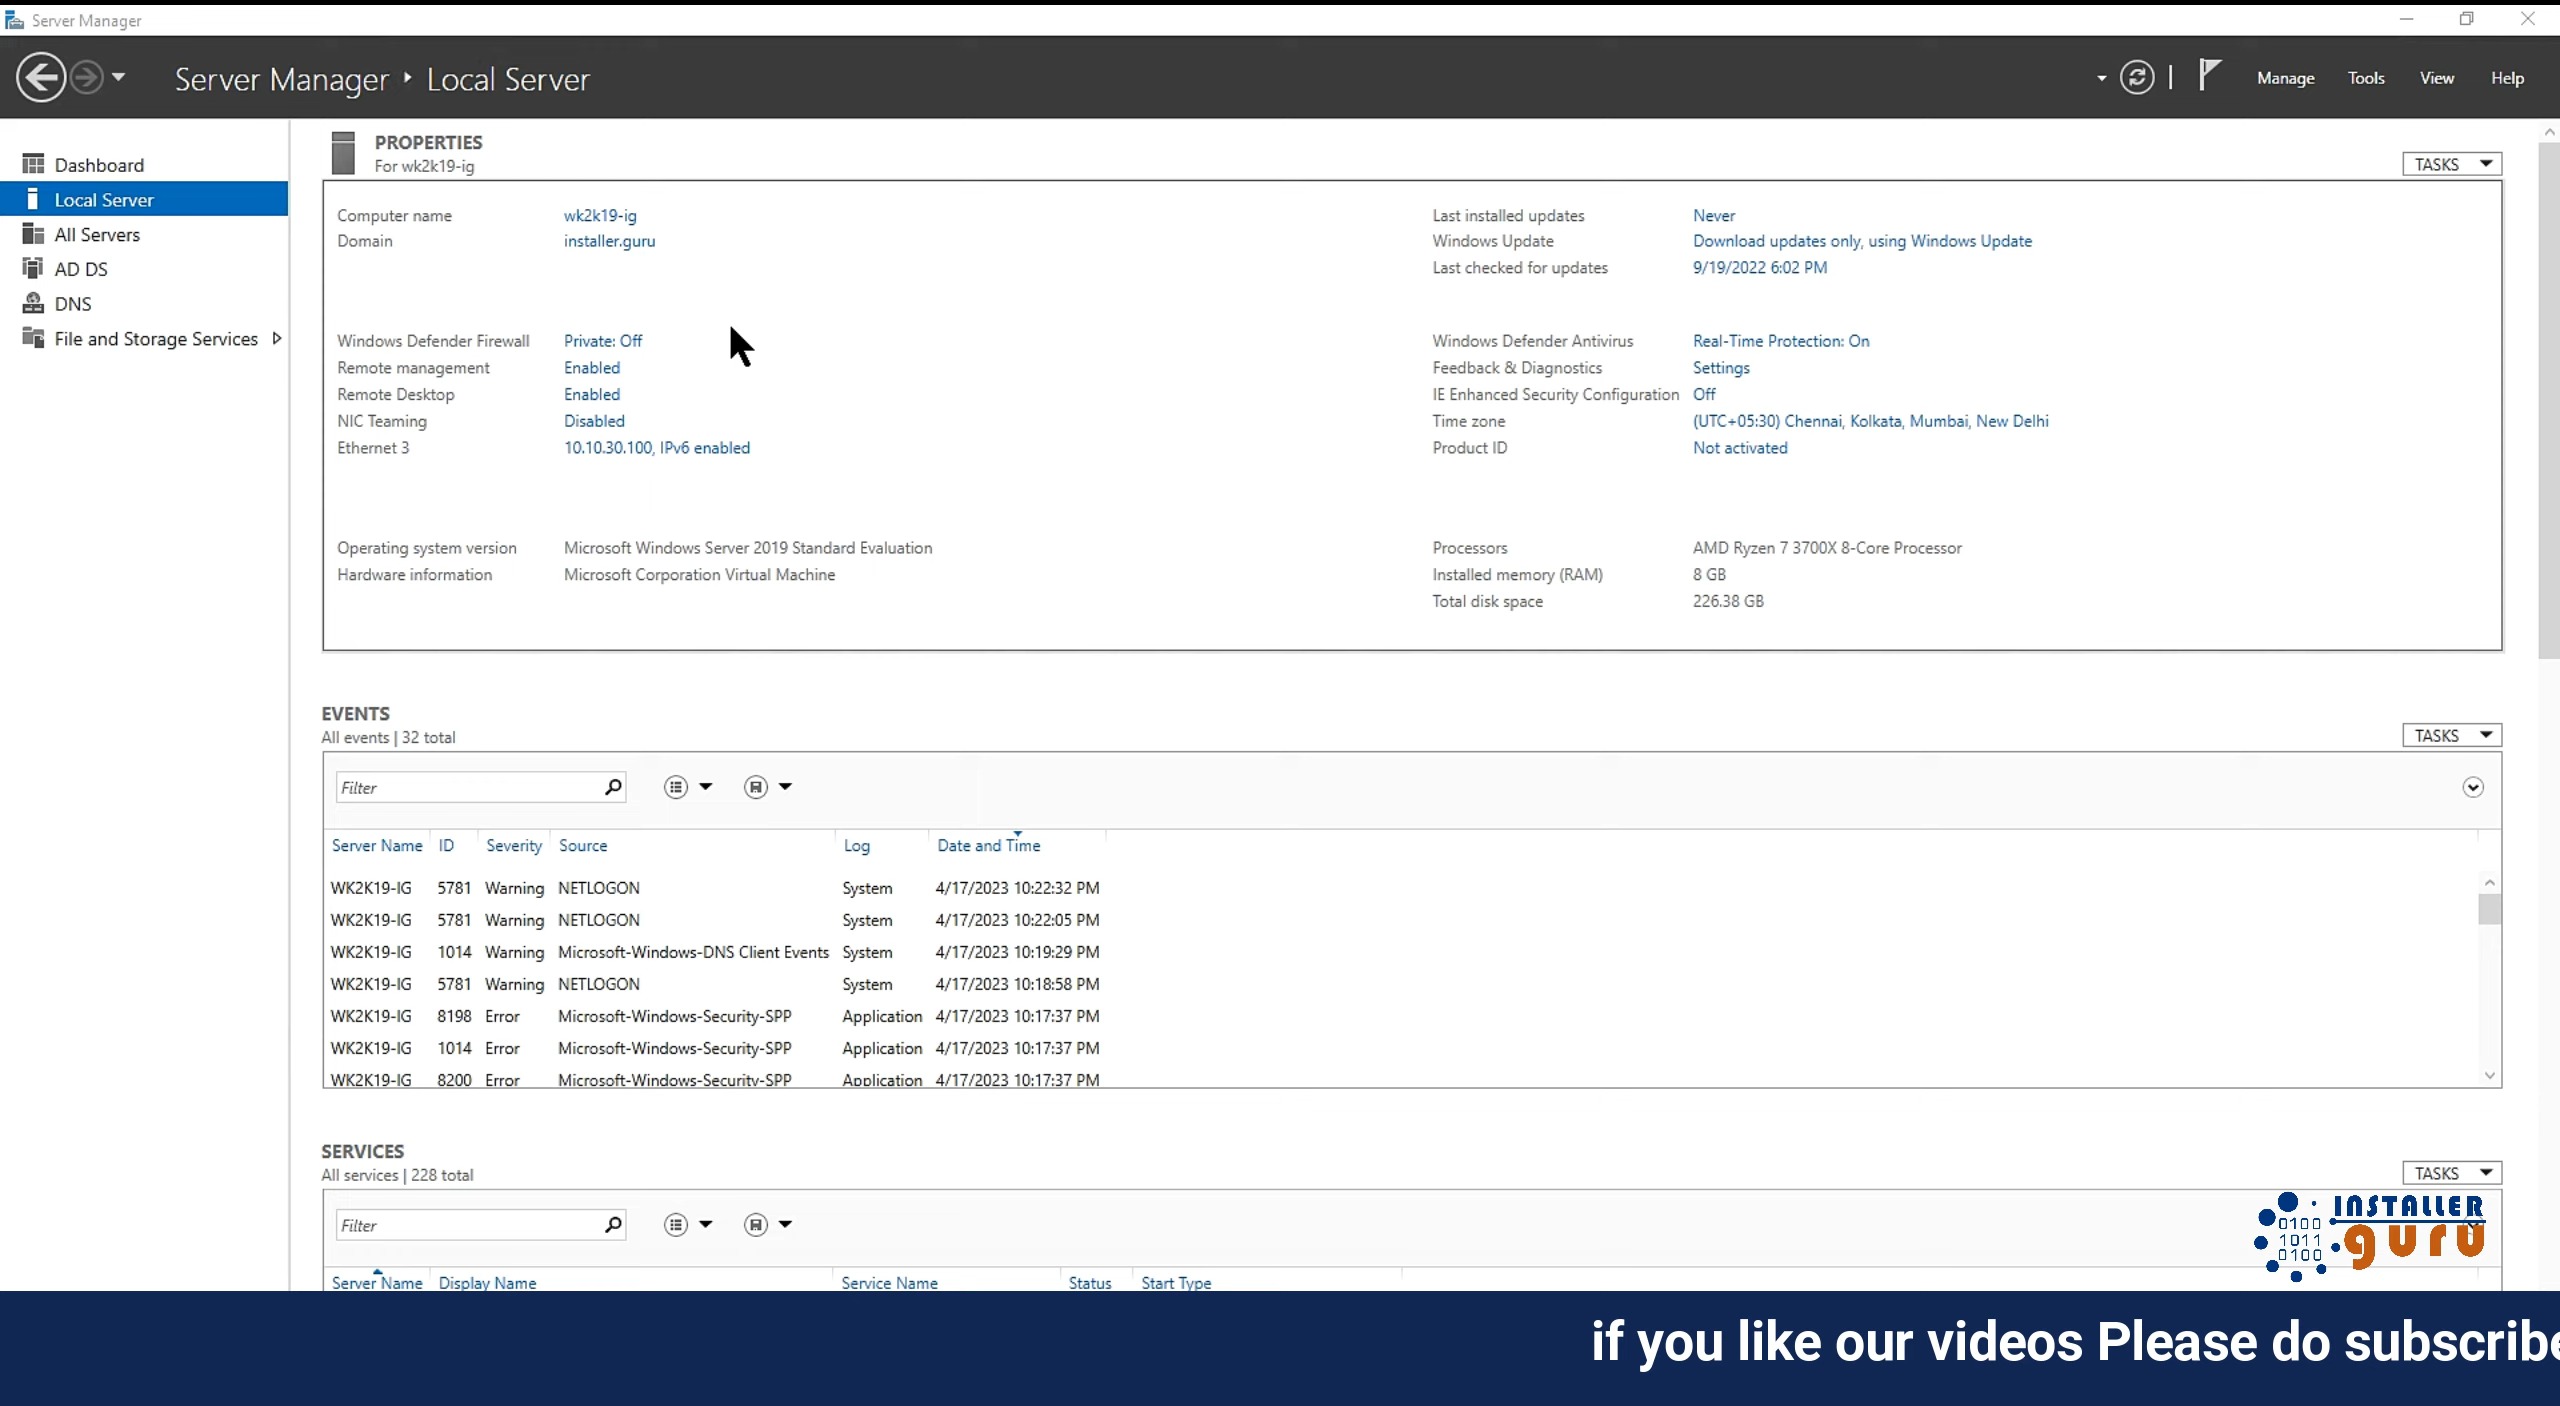 Server Manager
Server Manager ‣ Local Server
Manage Tools View Help
Dashboard
Local Server
All Servers
AD DS
DNS
File and Storage Services
PROPERTIES
For wk2k19-ig
TASKS
Computer name wk2k19-ig
Domain installer.guru
Last installed updates Never
Windows Update Download updates only, using Windows Update
Last checked for updates 9/19/2022 6:02 PM
Windows Defender Firewall Private: Off
Remote management Enabled
Remote Desktop Enabled
NIC Teaming Disabled
Ethernet 3 10.10.30.100, IPv6 enabled
Windows Defender Antivirus Real-Time Protection: On
Feedback & Diagnostics Settings
IE Enhanced Security Configuration Off
Time zone (UTC+05:30) Chennai, Kolkata, Mumbai, New Delhi
Product ID Not activated
Operating system version Microsoft Windows Server 2019 Standard Evaluation
Hardware information Microsoft Corporation Virtual Machine
Processors AMD Ryzen 7 3700X 8-Core Processor
Installed memory (RAM) 8 GB
Total disk space 226.38 GB
EVENTS
All events | 32 total
TASKS
Filter
Server Name ID Severity Source Log Date and Time
WK2K19-IG 5781 Warning NETLOGON System 4/17/2023 10:22:32 PM
WK2K19-IG 5781 Warning NETLOGON System 4/17/2023 10:22:05 PM
WK2K19-IG 1014 Warning Microsoft-Windows-DNS Client Events System 4/17/2023 10:19:29 PM
WK2K19-IG 5781 Warning NETLOGON System 4/17/2023 10:18:58 PM
WK2K19-IG 8198 Error Microsoft-Windows-Security-SPP Application 4/17/2023 10:17:37 PM
WK2K19-IG 1014 Error Microsoft-Windows-Security-SPP Application 4/17/2023 10:17:37 PM
WK2K19-IG 8200 Error Microsoft-Windows-Security-SPP Application 4/17/2023 10:17:37 PM
SERVICES
All services | 228 total
TASKS
Filter
Server Name Display Name Service Name Status Start Type
0100
1011
0100
INSTALLER
guru
if you like our videos Please do subscribe